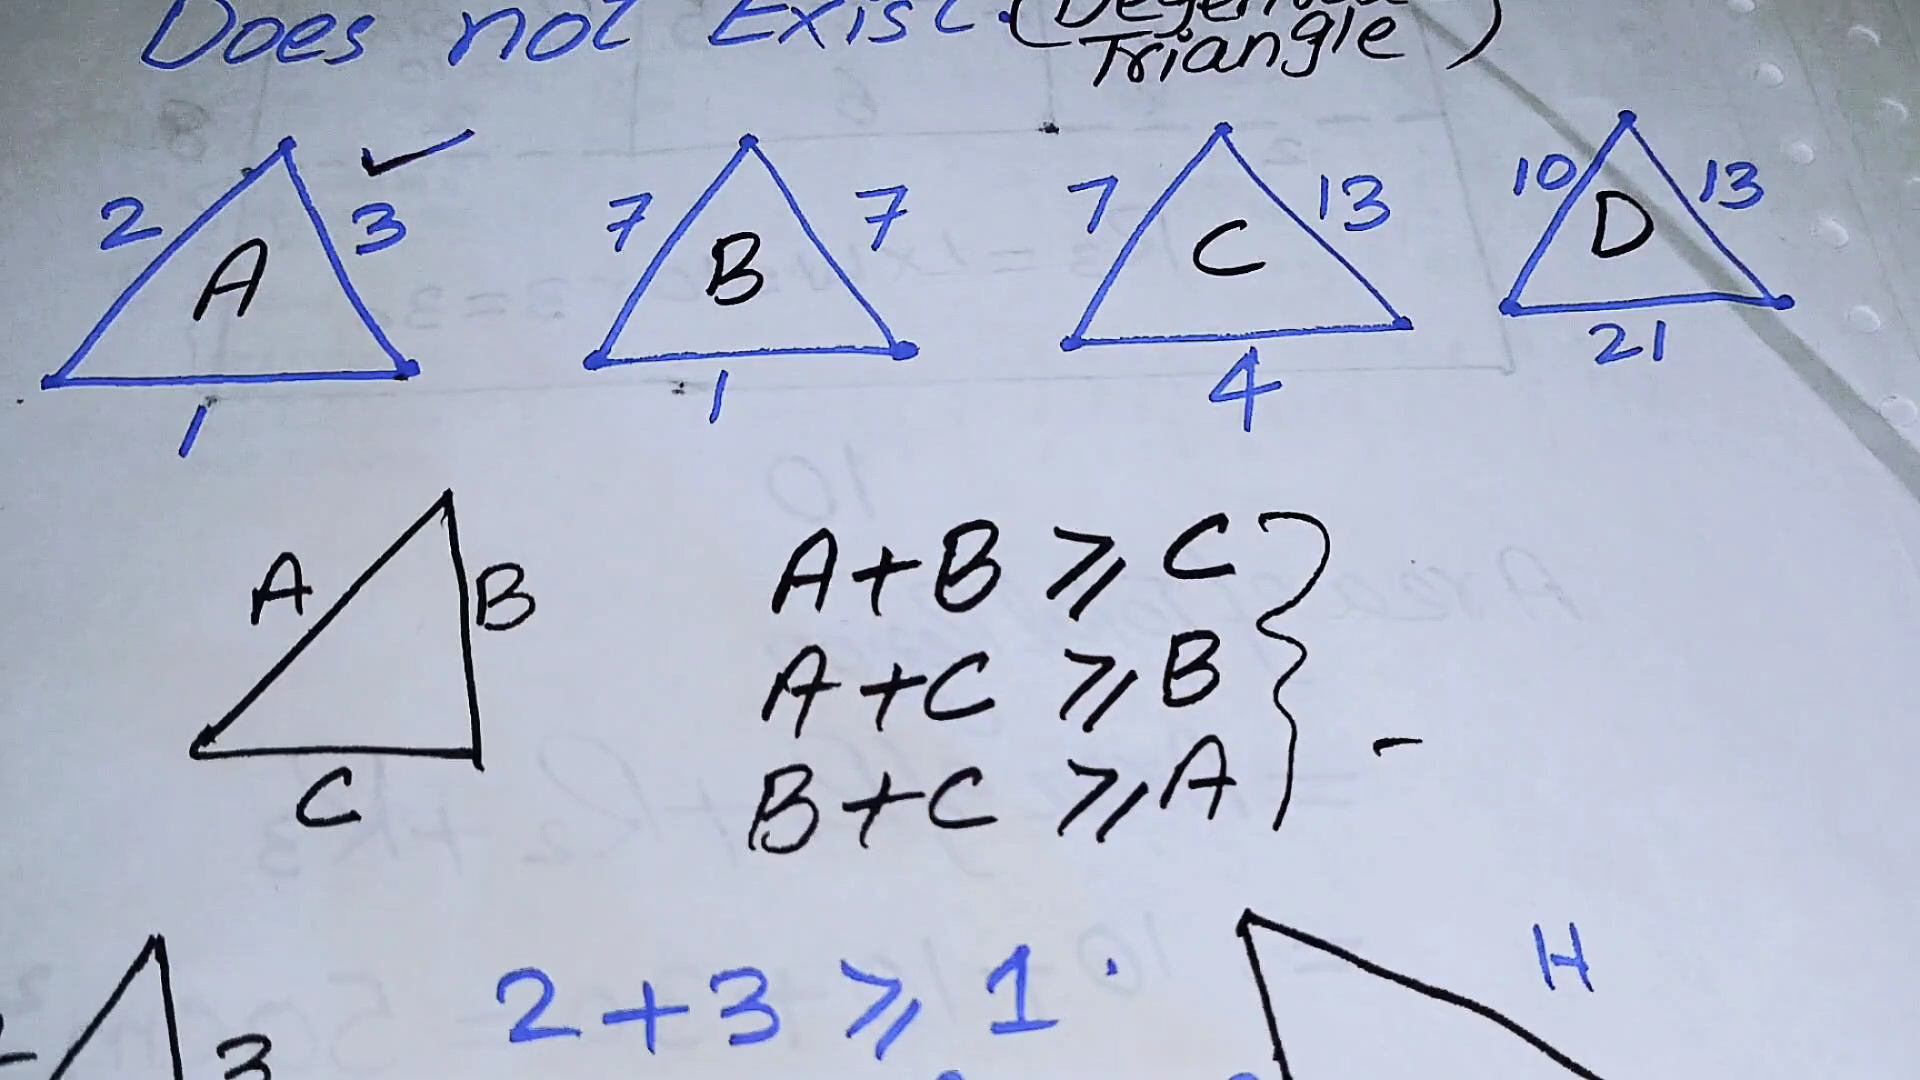 Does not Exist. (
Triangle)
2 A 3 1
7 B 7 1
7 C 13 4
10 D 13 21
A B C
A+B ⩾ C
A+C ⩾ B
B+C ⩾ A
-
3
2+3 ⩾ 1
H